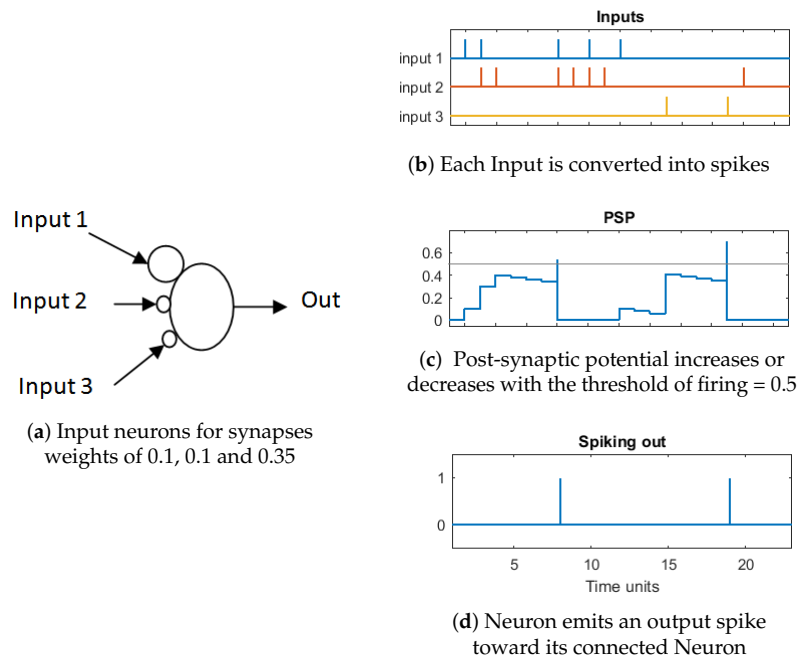 Input 1
Input 2
Input 3
Out
(a) Input neurons for synapses
weights of 0.1, 0.1 and 0.35
Inputs
input 1
input 2
input 3
(b) Each Input is converted into spikes
PSP
0.6
0.4
0.2
0
(c) Post-synaptic potential increases or
decreases with the threshold of firing = 0.5
Spiking out
1
0
5 10 15 20
Time units
(d) Neuron emits an output spike
toward its connected Neuron